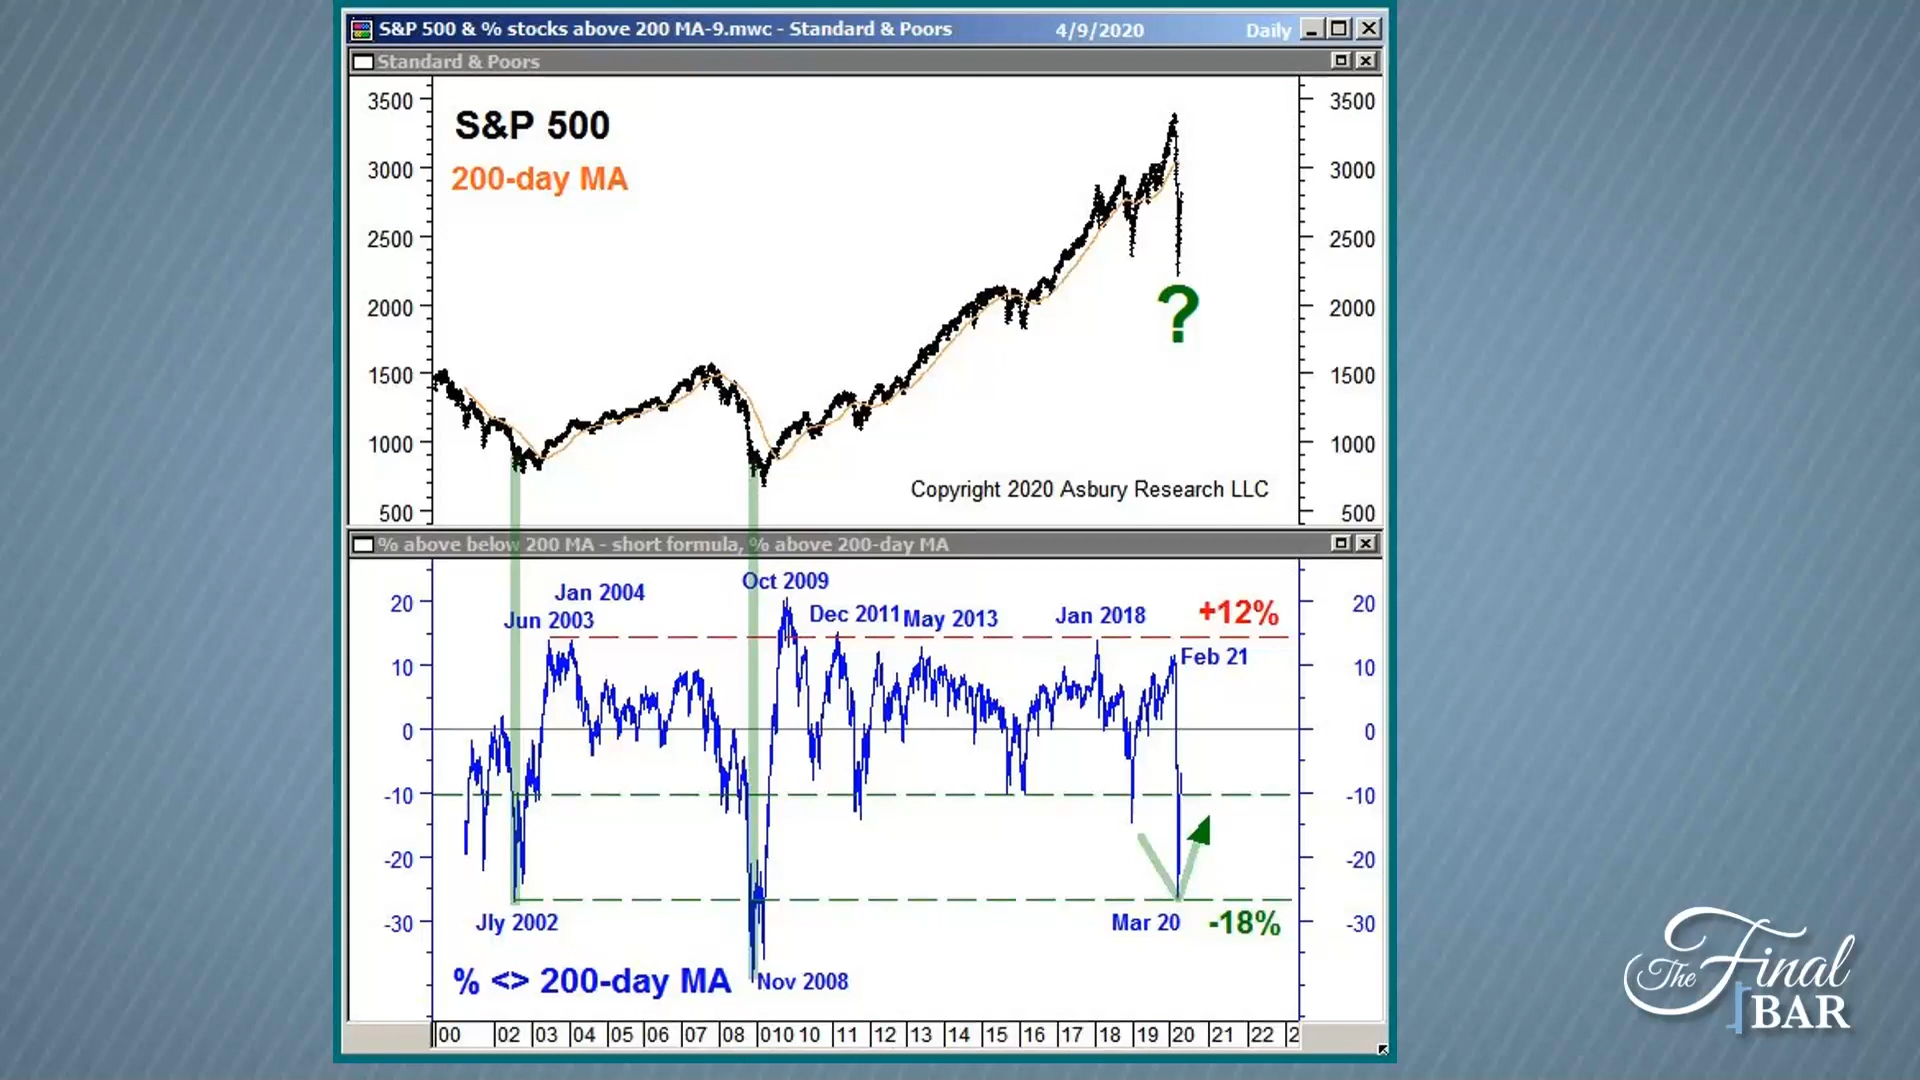 S&P 500 & % stocks above 200 MA-9.mwc - Standard & Poors 4/9/2020 Daily
Standard & Poors
S&P 500
200-day MA
3500 3500
3000 3000
2500 2500
2000 2000
?
1500 1500
1000 1000
Copyright 2020 Asbury Research LLC
500 500
% above below 200 MA - short formula, % above 200-day MA
Oct 2009
Jan 2004
20 20
Jun 2003 Dec 2011 May 2013 Jan 2018 +12%
Feb 21
10 10
0 0
-10 -10
-20 -20
-30 Jly 2002 Mar 20 -18% -30
% <> 200-day MA Nov 2008
00 02 03 04 05 06 07 08 010 10 11 12 13 14 15 16 17 18 19 20 21 22 2
The Final
BAR